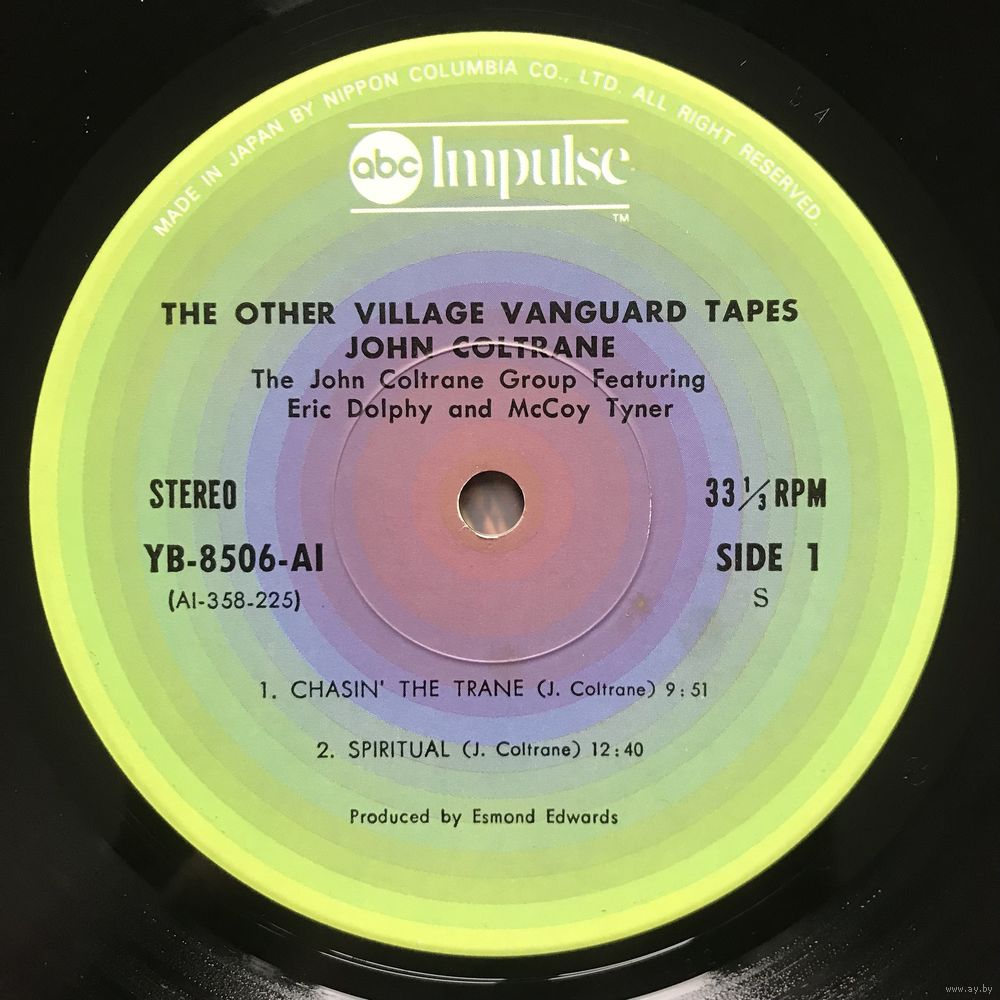 MADE IN JAPAN BY NIPPON COLUMBIA CO., LTD. ALL RIGHT RESERVED.
abc Impulse
TM
THE OTHER VILLAGE VANGUARD TAPES
JOHN COLTRANE
The John Coltrane Group Featuring
Eric Dolphy and McCoy Tyner
STEREO
33 1/3 RPM
YB-8506-AI
SIDE 1
(AI-358-225)
S
1. CHASIN' THE TRANE (J. Coltrane) 9:51
2. SPIRITUAL (J. Coltrane) 12:40
Produced by Esmond Edwards
www.ay.by